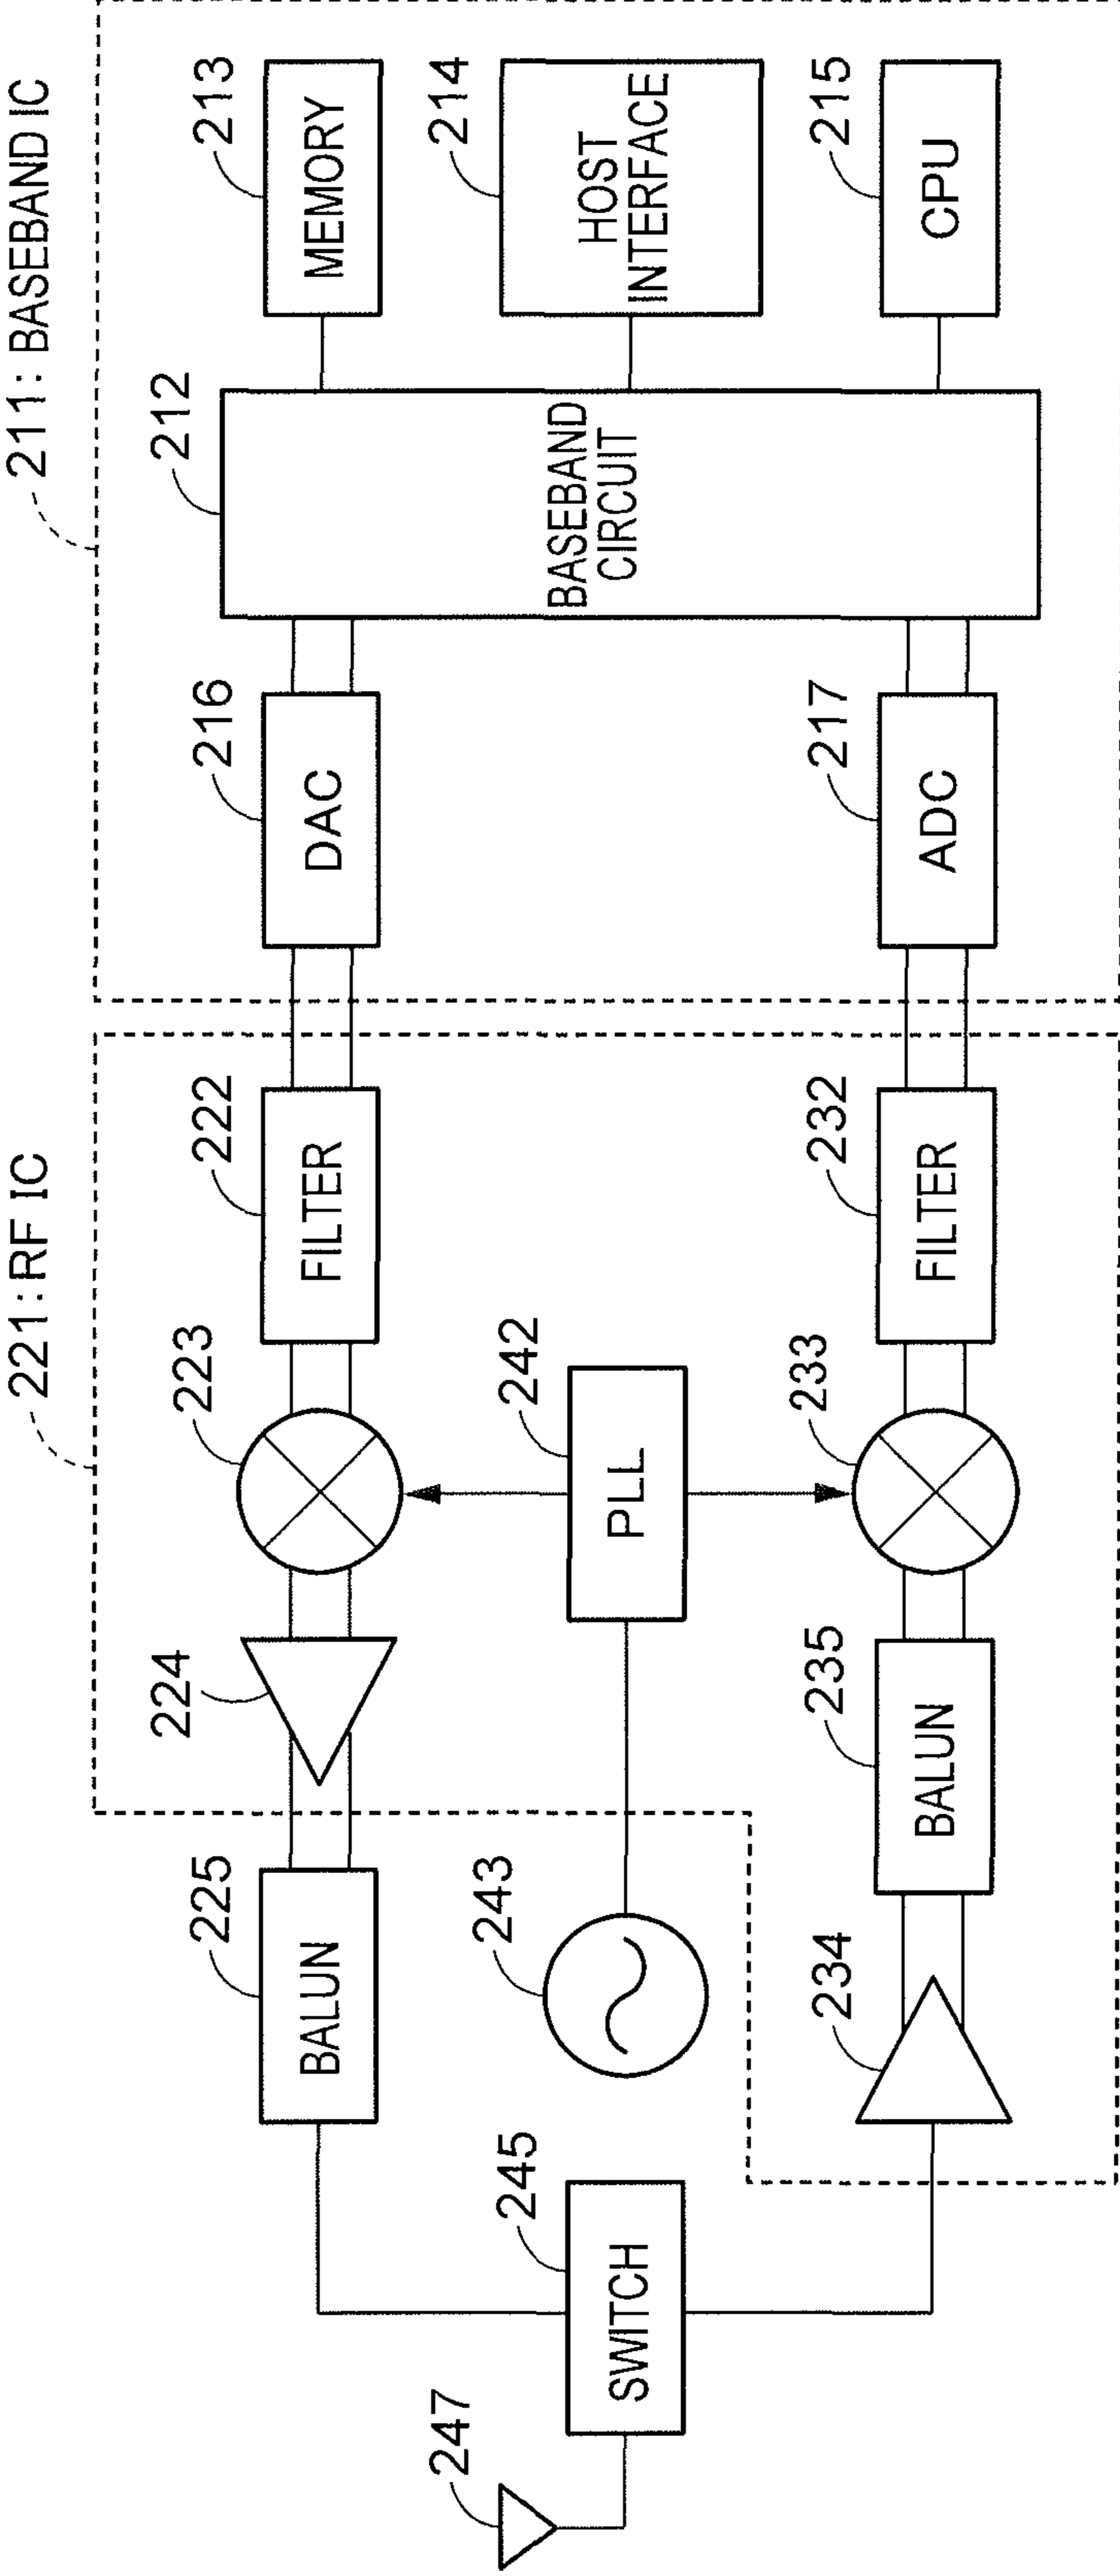 221:RF IC
211: BASEBAND IC
247
SWITCH
245
BALUN
225
224
223
FILTER
222
DAC
216
BASEBAND
CIRCUIT
212
MEMORY
213
HOST
INTERFACE
214
CPU
215
243
PLL
242
234
BALUN
235
233
FILTER
232
ADC
217